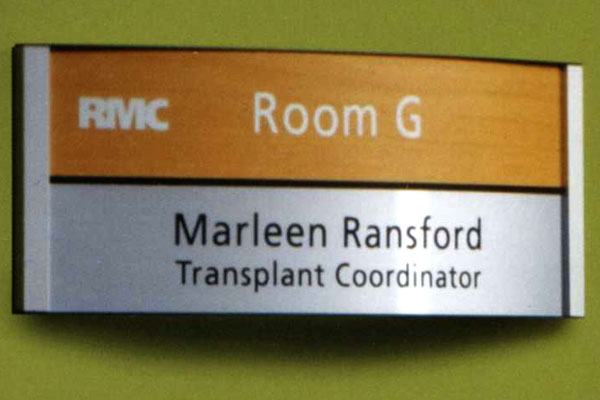 RMC Room G
Marleen Ransford
Transplant Coordinator